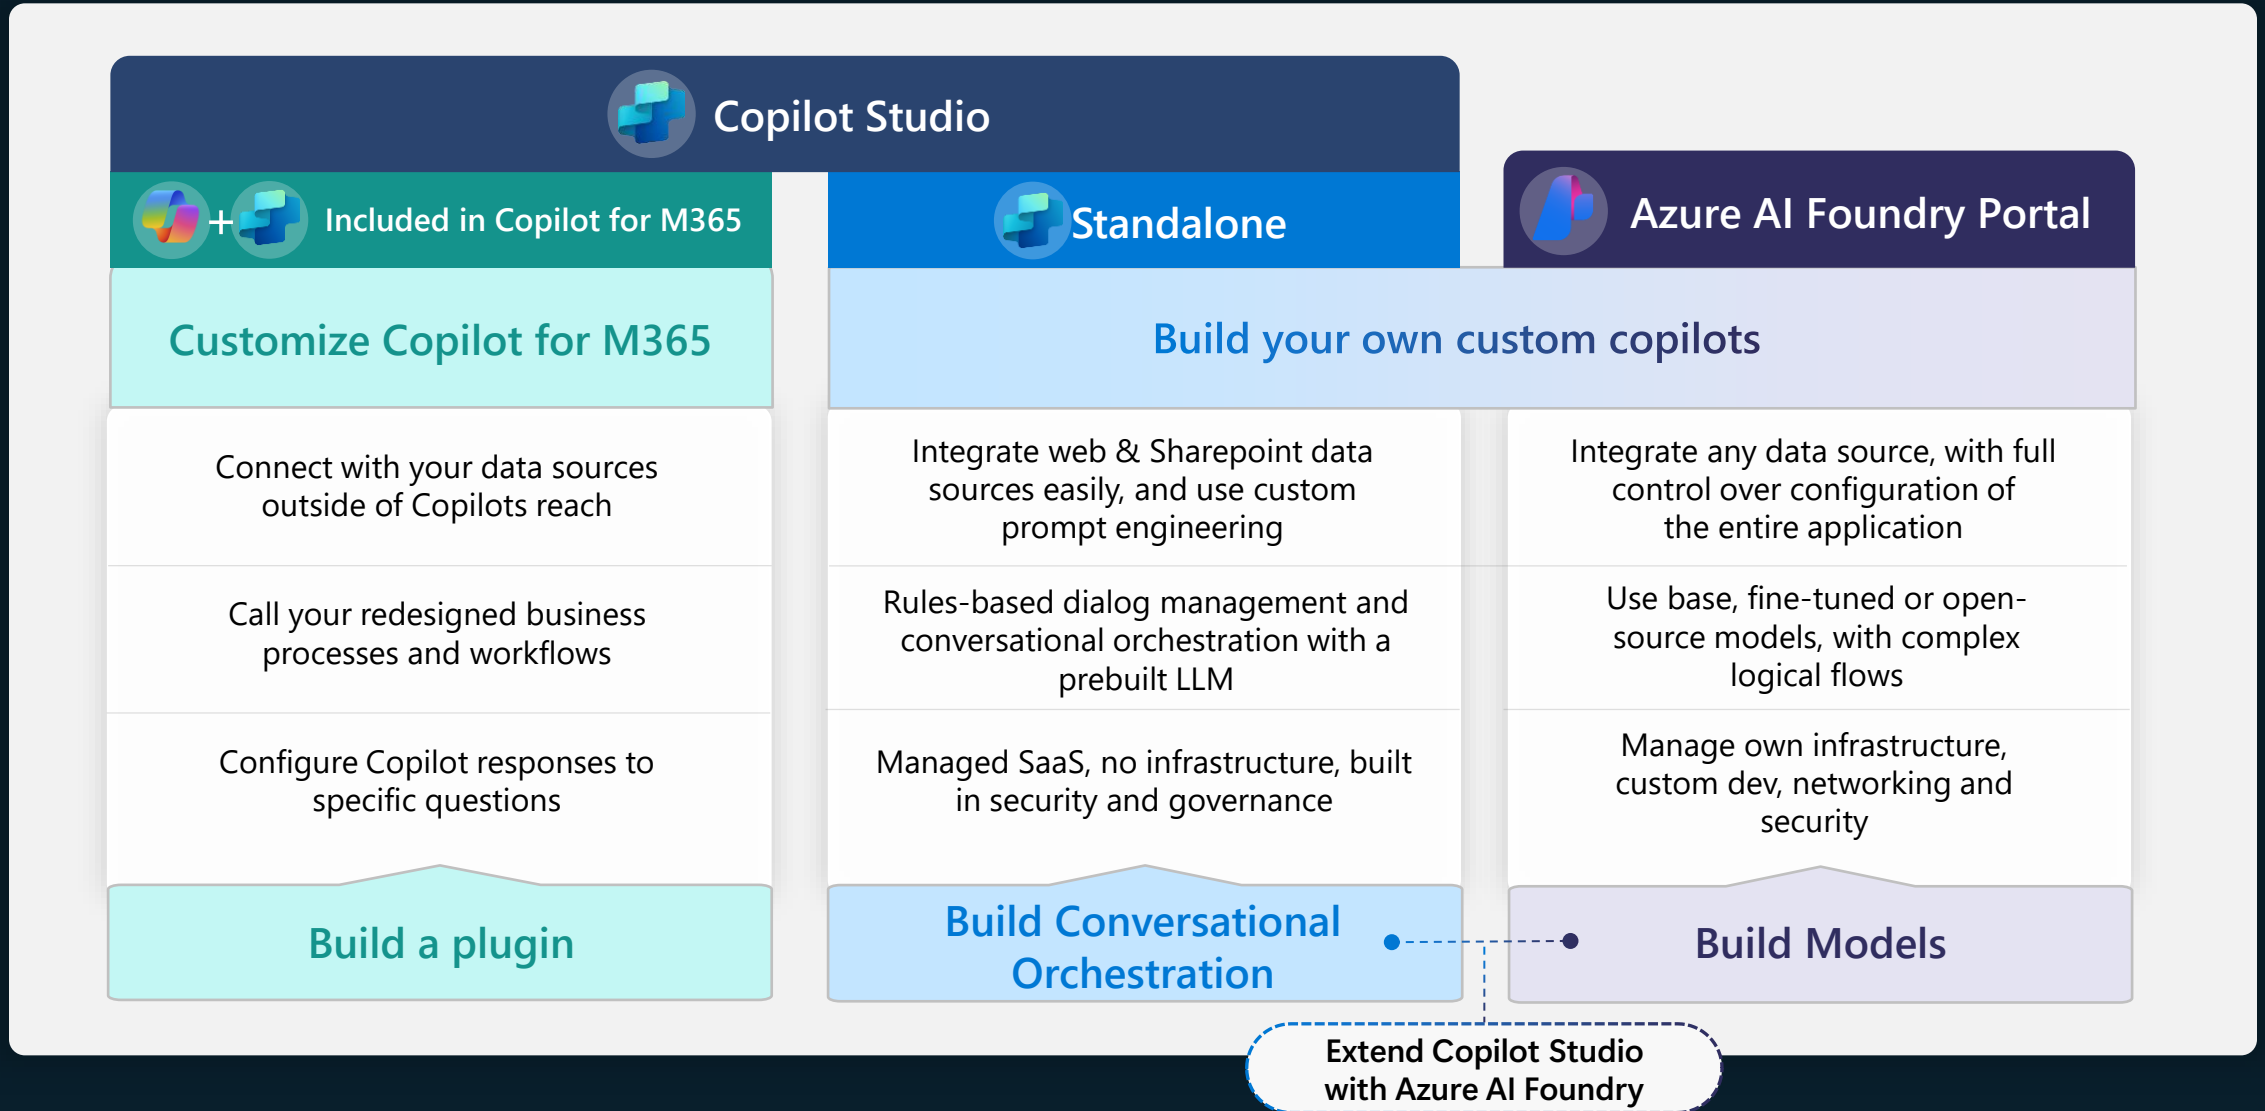 Copilot Studio
+
Included in Copilot for M365
Standalone
Azure AI Foundry Portal
Customize Copilot for M365
Build your own custom copilots
Connect with your data sources
outside of Copilots reach
Call your redesigned business
processes and workflows
Configure Copilot responses to
specific questions
Build a plugin
Integrate web & Sharepoint data
sources easily, and use custom
prompt engineering
Rules-based dialog management and
conversational orchestration with a
prebuilt LLM
Managed SaaS, no infrastructure, built
in security and governance
Build Conversational
Orchestration
Integrate any data source, with full
control over configuration of
the entire application
Use base, fine-tuned or open-
source models, with complex
logical flows
Manage own infrastructure,
custom dev, networking and
security
Build Models
Extend Copilot Studio
with Azure AI Foundry